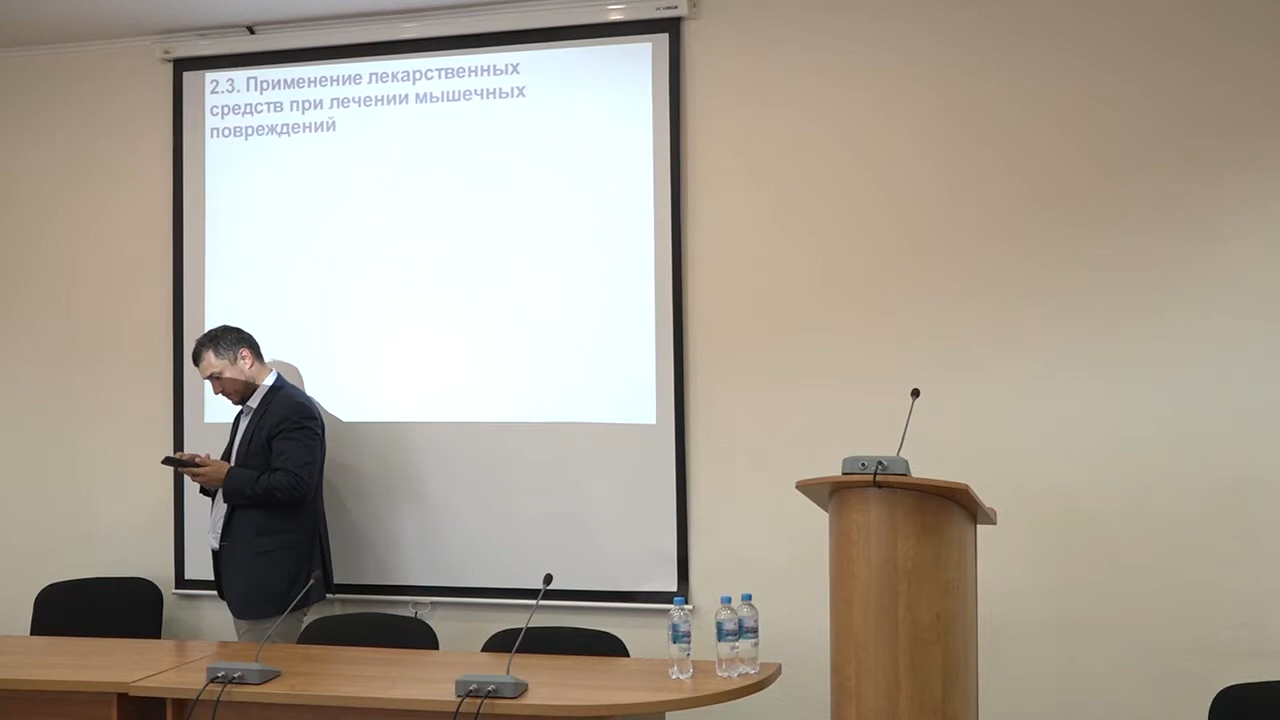 2.3. Применение лекарственных
средств при лечении мышечных
повреждений